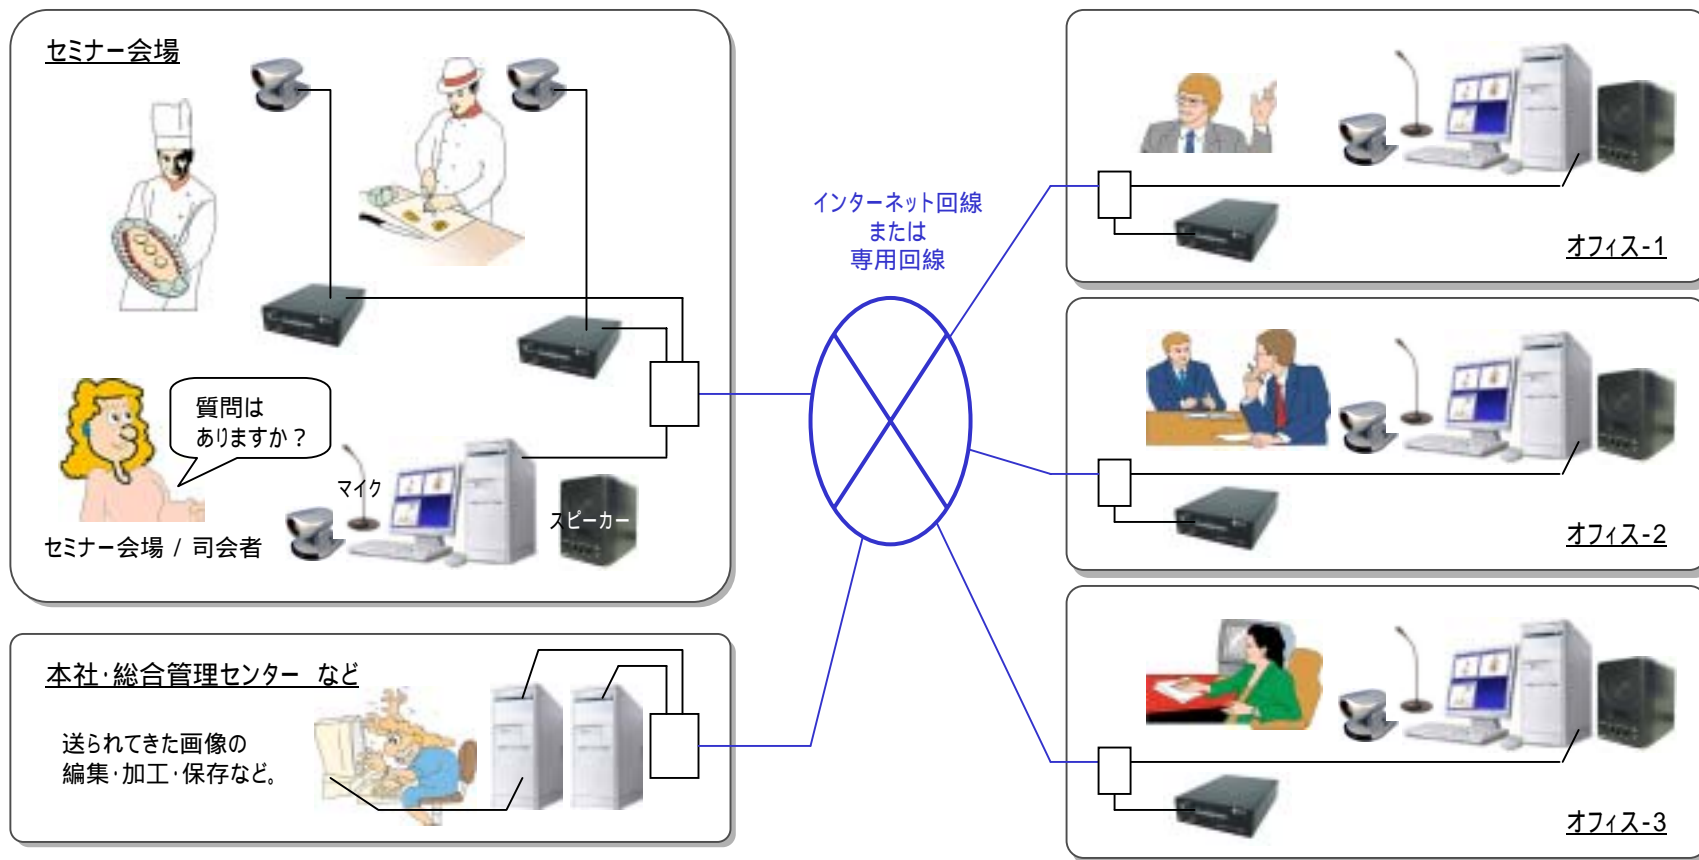 セミナー会場
質問は
ありますか？
マイク
スピーカー
セミナー会場 / 司会者
本社･総合管理センター など
送られてきた画像の
編集･加工･保存など。
インターネット回線
または
専用回線
オフィス-1
オフィス-2
オフィス-3